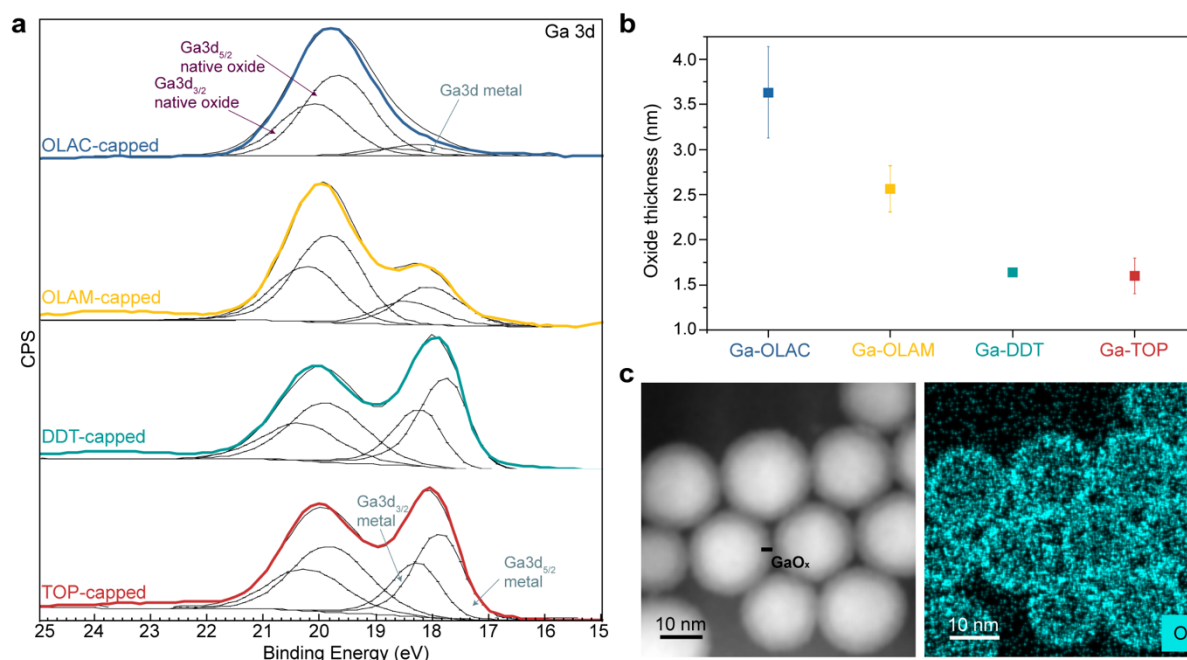 a
Ga 3d
Ga3d5/2
native oxide
Ga3d3/2
native oxide
Ga3d metal
OLAC-capped
OLAM-capped
DDT-capped
Ga3d3/2
metal
Ga3d5/2
metal
TOP-capped
CPS
25 24 23 22 21 20 19 18 17 16 15
Binding Energy (eV)
b
4.0
3.5
3.0
2.5
2.0
1.5
1.0
Oxide thickness (nm)
Ga-OLAC Ga-OLAM Ga-DDT Ga-TOP
c
GaOx
10 nm
10 nm
O